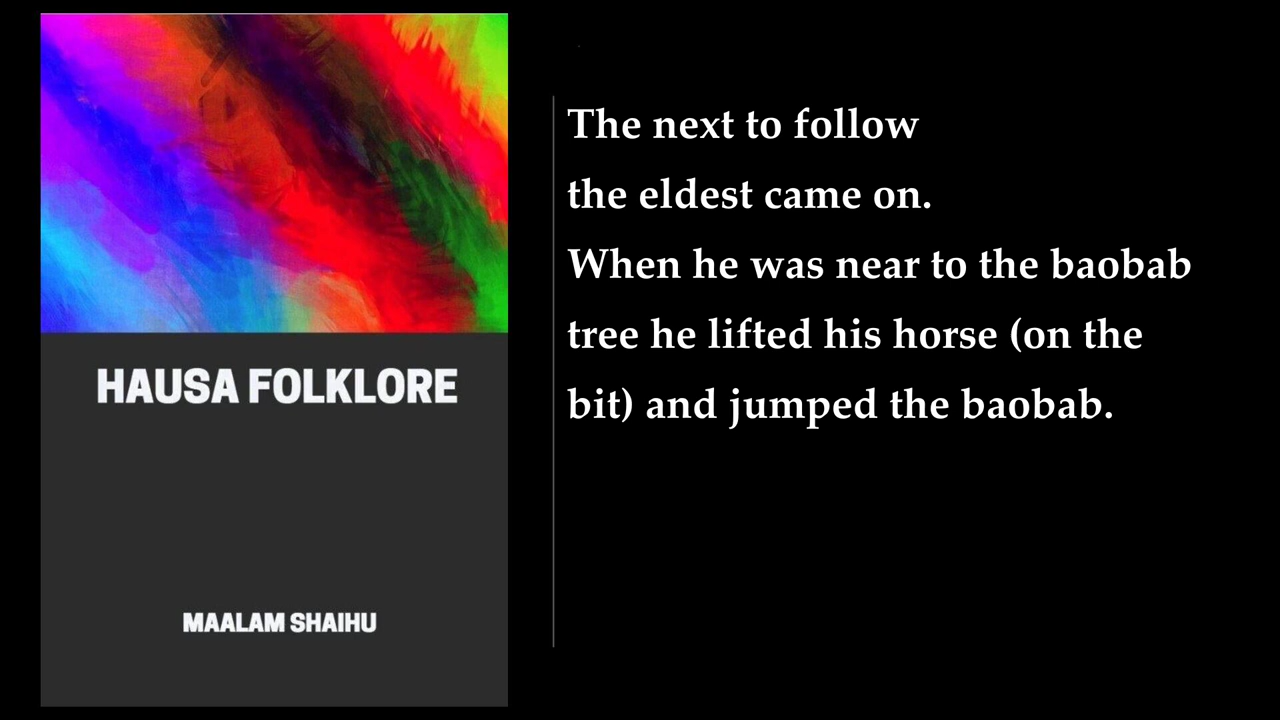 HAUSA FOLKLORE
MAALAM SHAIHU
The next to follow
the eldest came on.
When he was near to the baobab
tree he lifted his horse (on the
bit) and jumped the baobab.